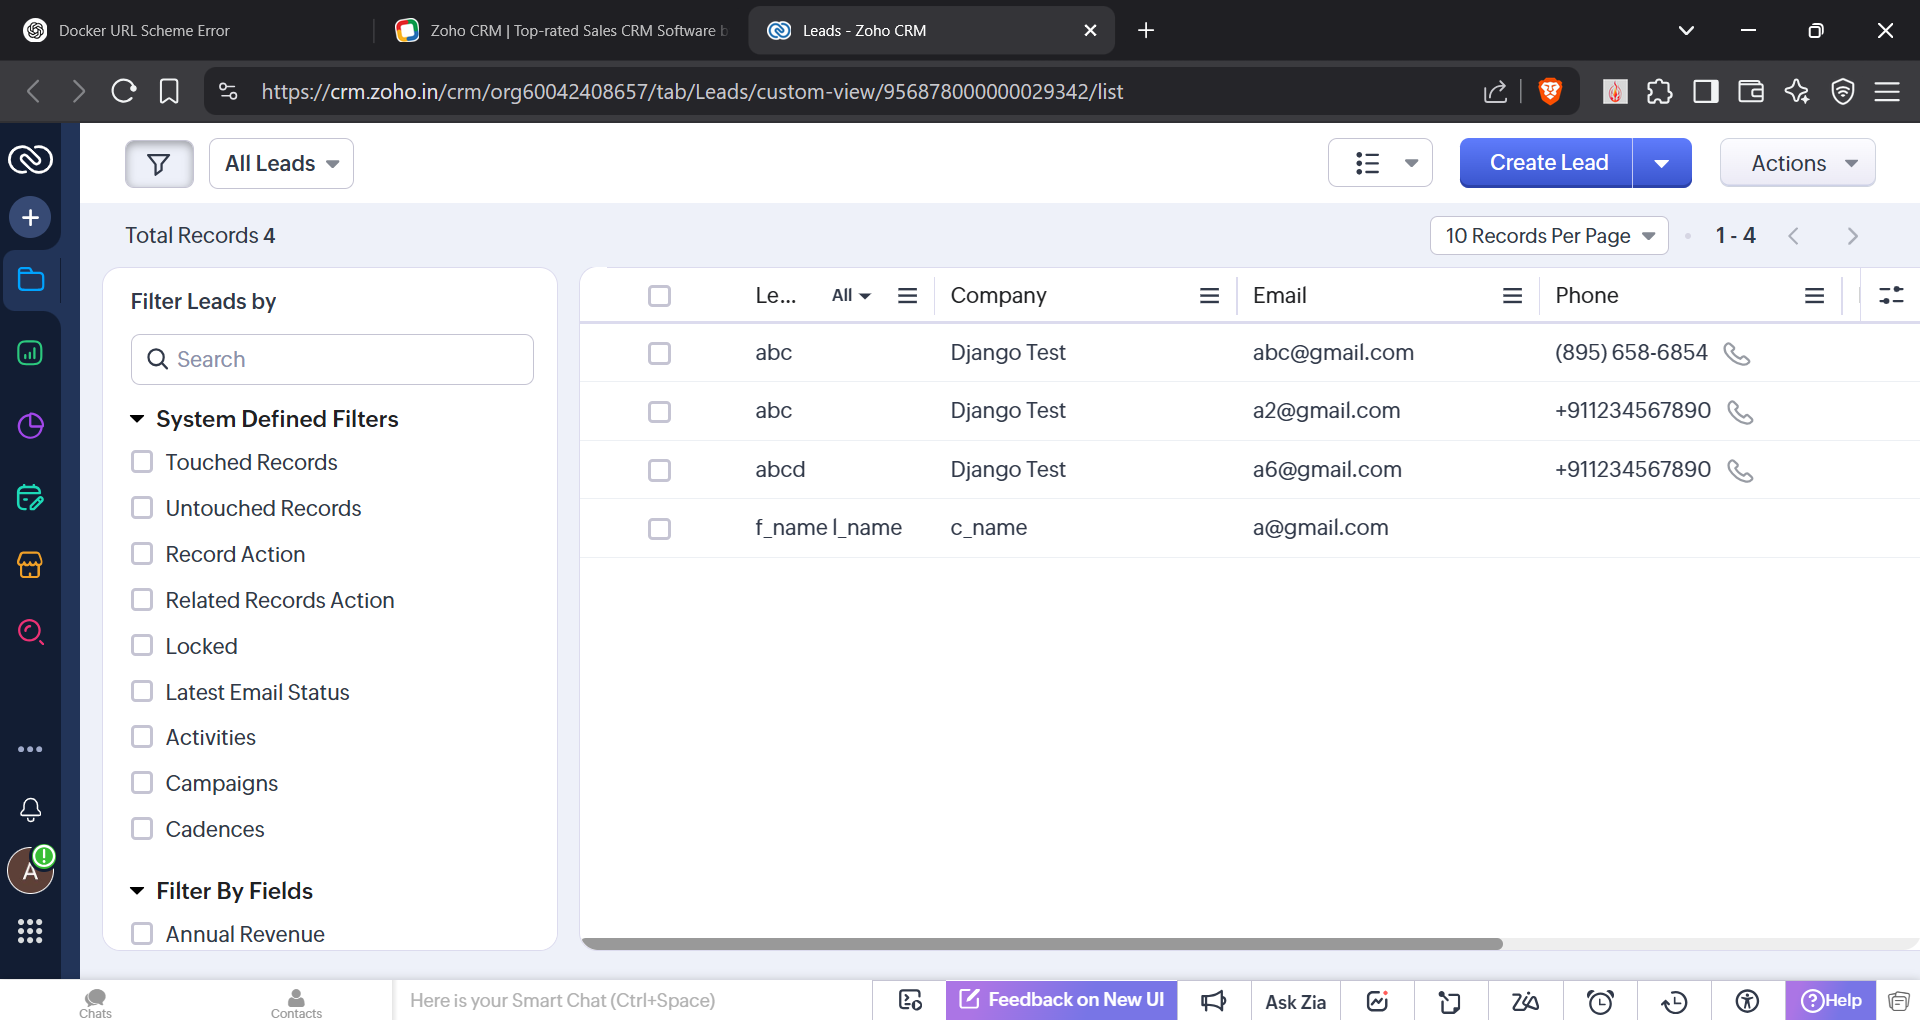 Docker URL Scheme Error
Zoho CRM | Top-rated Sales CRM Software b
Leads - Zoho CRM
https://crm.zoho.in/crm/org60042408657/tab/Leads/custom-view/956878000000029342/list
All Leads
Create Lead
Actions
Total Records 4
10 Records Per Page
1 - 4
Filter Leads by
Search
System Defined Filters
Touched Records
Untouched Records
Record Action
Related Records Action
Locked
Latest Email Status
Activities
Campaigns
Cadences
Filter By Fields
Annual Revenue
Le... All Company Email Phone
abc Django Test abc@gmail.com (895) 658-6854
abc Django Test a2@gmail.com +911234567890
abcd Django Test a6@gmail.com +911234567890
f_name l_name c_name a@gmail.com
A
Chats
Contacts
Here is your Smart Chat (Ctrl+Space)
Feedback on New UI
Ask Zia
Help